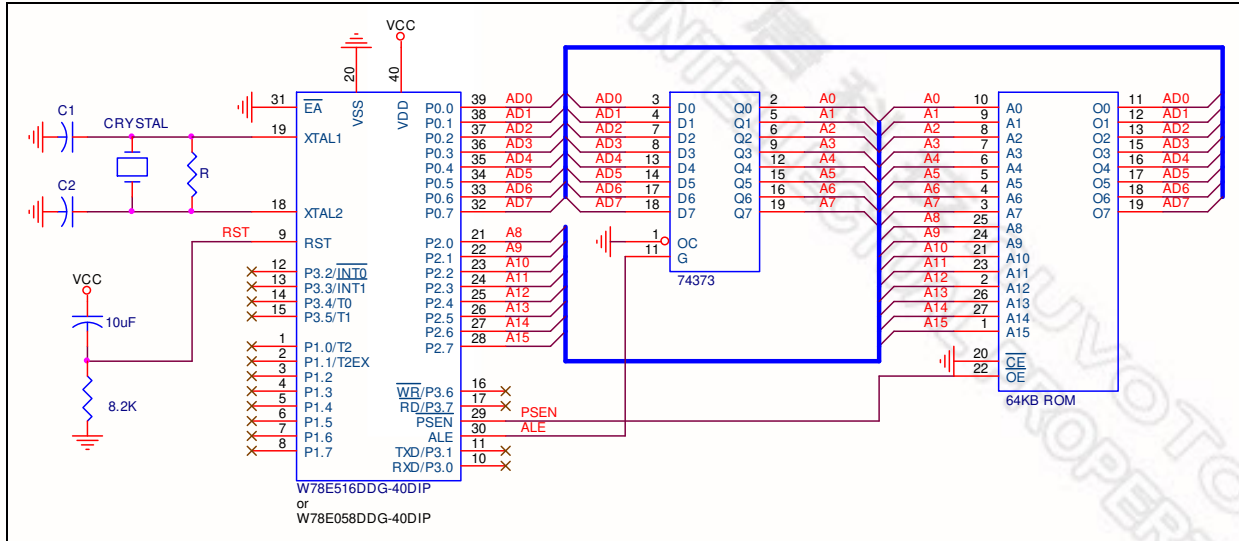 VCC
C1
CRYSTAL
R
C2
RST
VCC
10uF
8.2K
31 EA
19 XTAL1
18 XTAL2
9 RST
12 P3.2/INT0
13 P3.3/INT1
14 P3.4/T0
15 P3.5/T1
1 P1.0/T2
2 P1.1/T2EX
3 P1.2
4 P1.3
5 P1.4
6 P1.5
7 P1.6
8 P1.7
20 VSS
40 VDD
P0.0 39 AD0
P0.1 38 AD1
P0.2 37 AD2
P0.3 36 AD3
P0.4 35 AD4
P0.5 34 AD5
P0.6 33 AD6
P0.7 32 AD7
P2.0 21 A8
P2.1 22 A9
P2.2 23 A10
P2.3 24 A11
P2.4 25 A12
P2.5 26 A13
P2.6 27 A14
P2.7 28 A15
WR/P3.6 16
RD/P3.7 17
PSEN 29 PSEN
ALE 30 ALE
TXD/P3.1 11
RXD/P3.0 10
W78E516DDG-40DIP
or
W78E058DDG-40DIP
AD0 3 D0 Q0 2 A0
AD1 4 D1 Q1 5 A1
AD2 7 D2 Q2 6 A2
AD3 8 D3 Q3 9 A3
AD4 13 D4 Q4 12 A4
AD5 14 D5 Q5 15 A5
AD6 17 D6 Q6 16 A6
AD7 18 D7 Q7 19 A7
1 OC
11 G
74373
A0 10 A0 O0 11 AD0
A1 9 A1 O1 12 AD1
A2 8 A2 O2 13 AD2
A3 7 A3 O3 15 AD3
A4 6 A4 O4 16 AD4
A5 5 A5 O5 17 AD5
A6 4 A6 O6 18 AD6
A7 3 A7 O7 19 AD7
A8 25 A8
A9 24 A9
A10 21 A10
A11 23 A11
A12 2 A12
A13 26 A13
A14 27 A14
A15 1 A15
20 CE
22 OE
64KB ROM